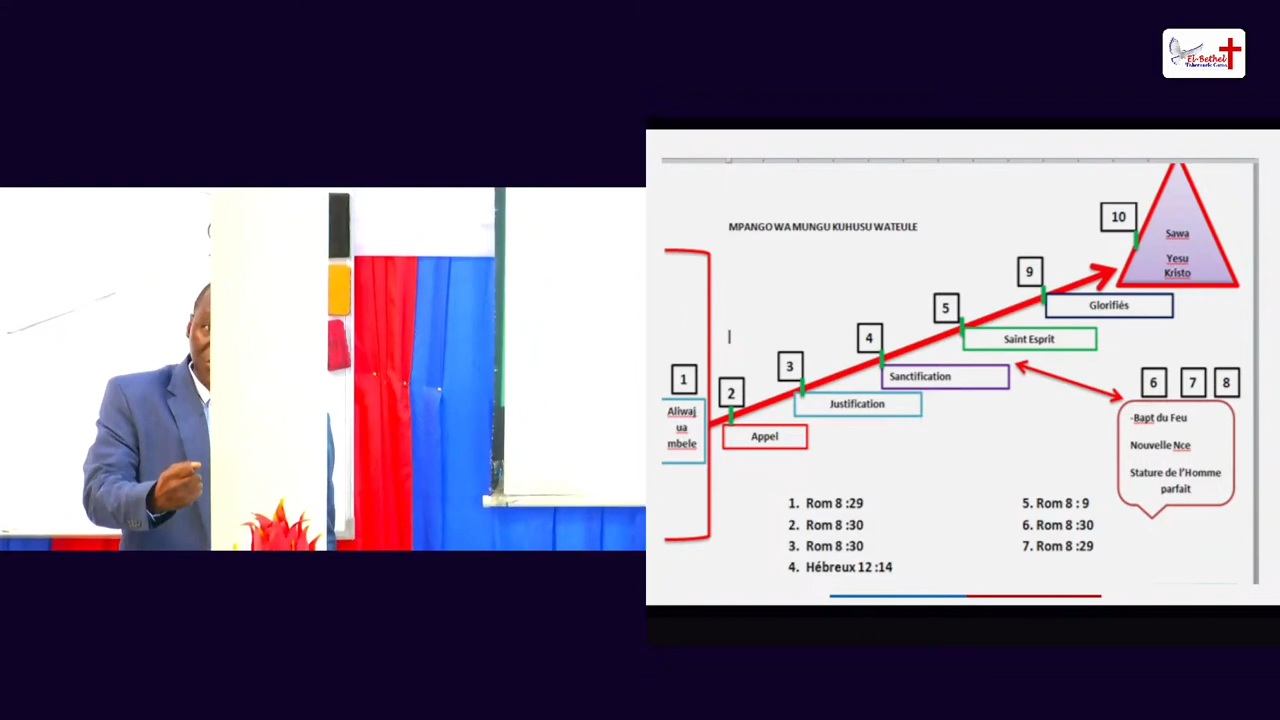 El-Bethel
MPANGO WA MUNGU KUHUSU WATEULE
10
Sawa
Yesu
Kristo
9
Glorifiés
5
Saint Esprit
4
Sanctification
3
Justification
1
2
Aliwaj
ua
mbele
Appel
6 7 8
-Bapt du Feu
Nouvelle Nce
Stature de l'Homme
parfait
1. Rom 8 :29
2. Rom 8 :30
3. Rom 8 :30
4. Hébreux 12 :14
5. Rom 8 : 9
6. Rom 8 :30
7. Rom 8 :29